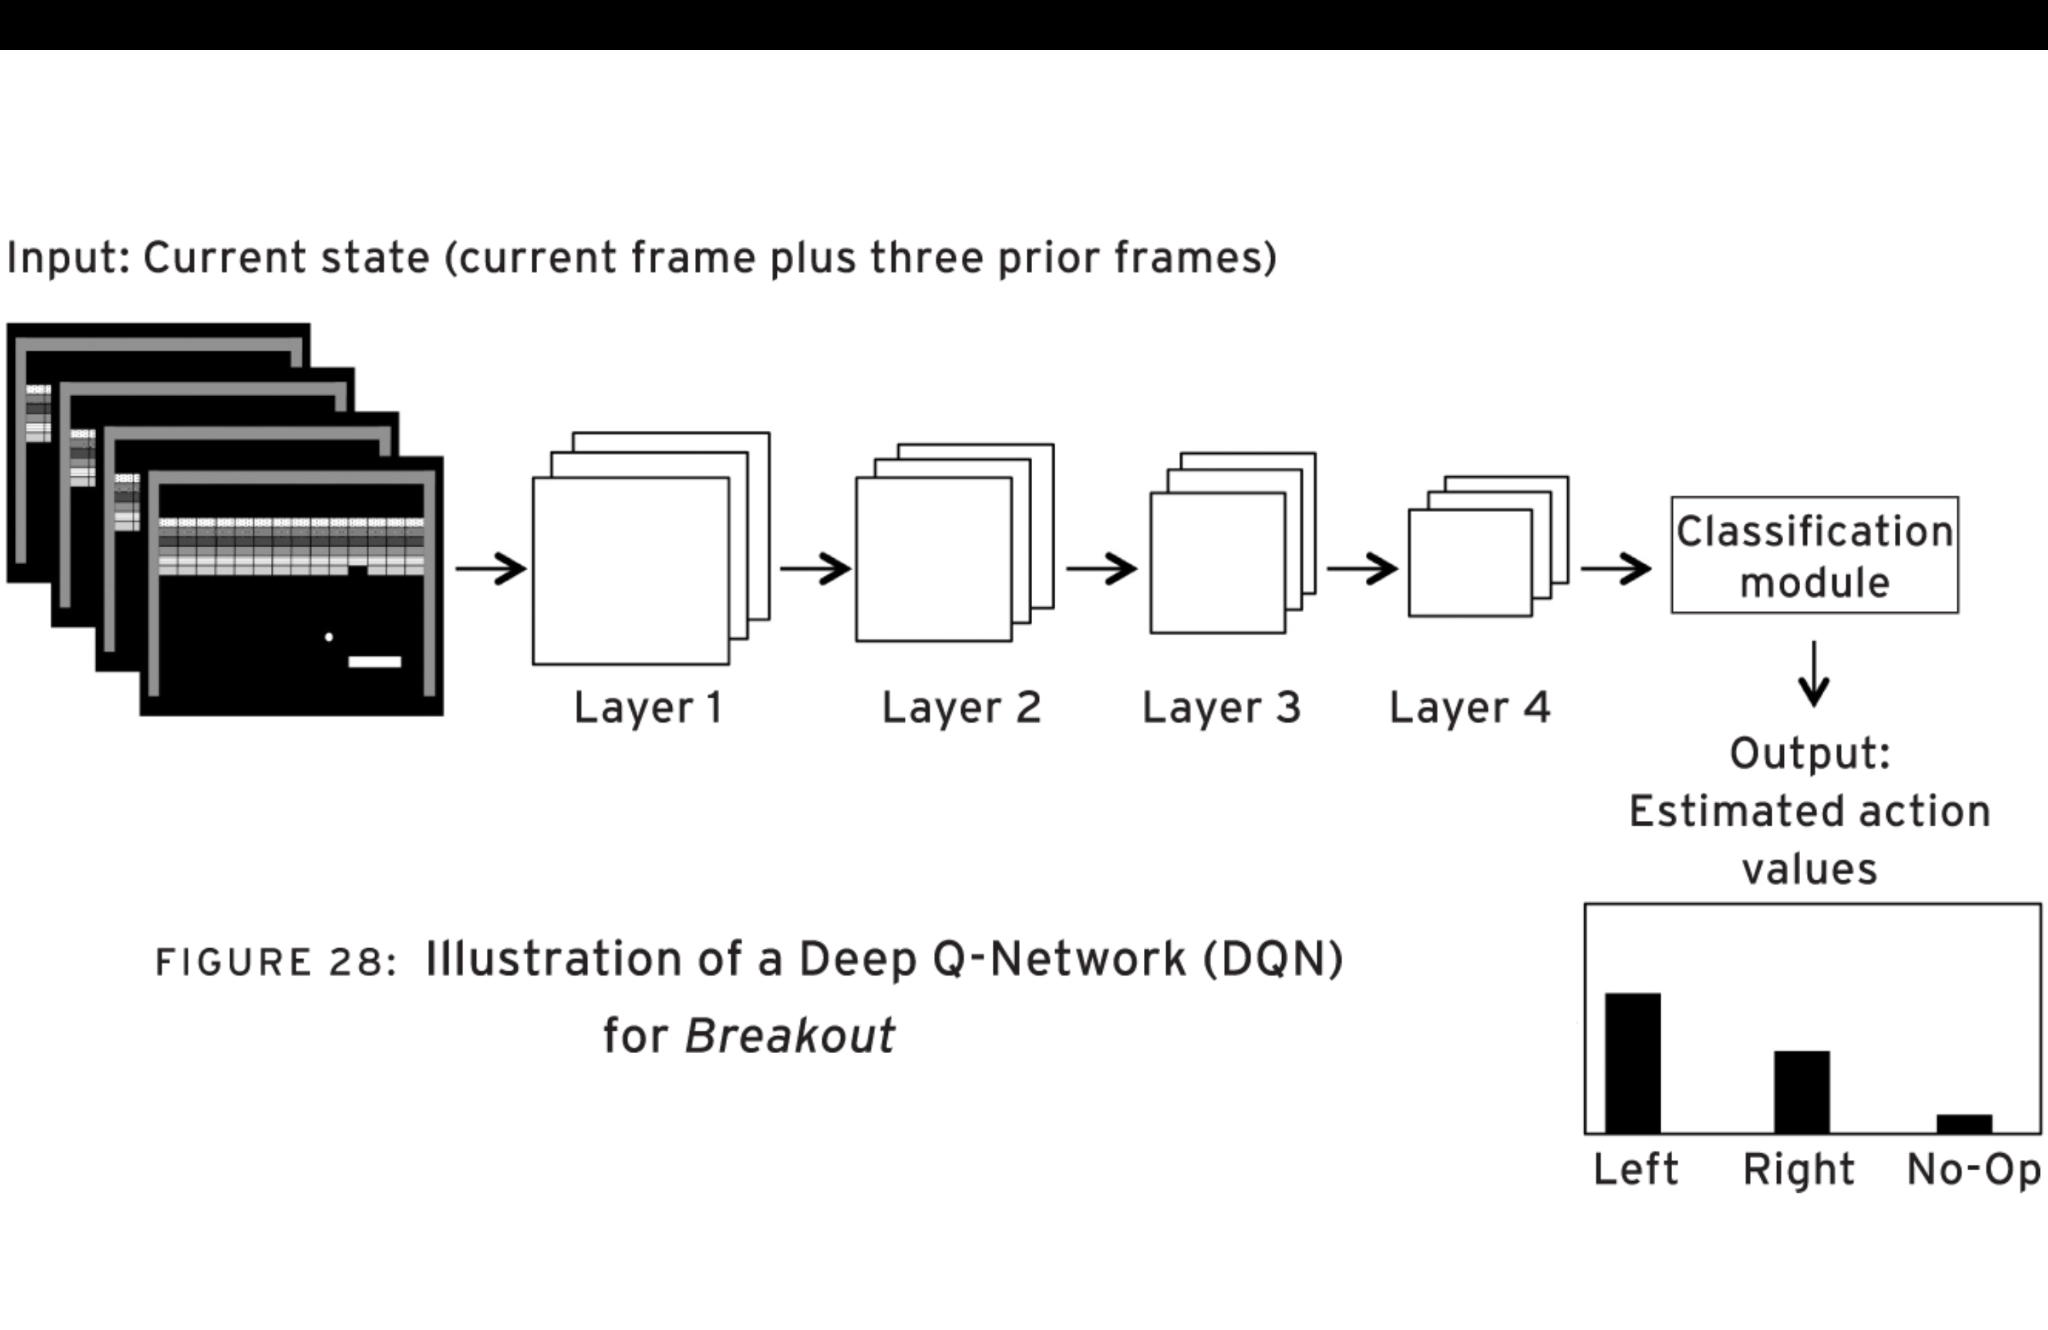 Input: Current state (current frame plus three prior frames)
Layer 1
Layer 2
Layer 3
Layer 4
Classification
module
Output:
Estimated action
values
Left
Right
No-Op
FIGURE 28: Illustration of a Deep Q-Network (DQN)
for Breakout